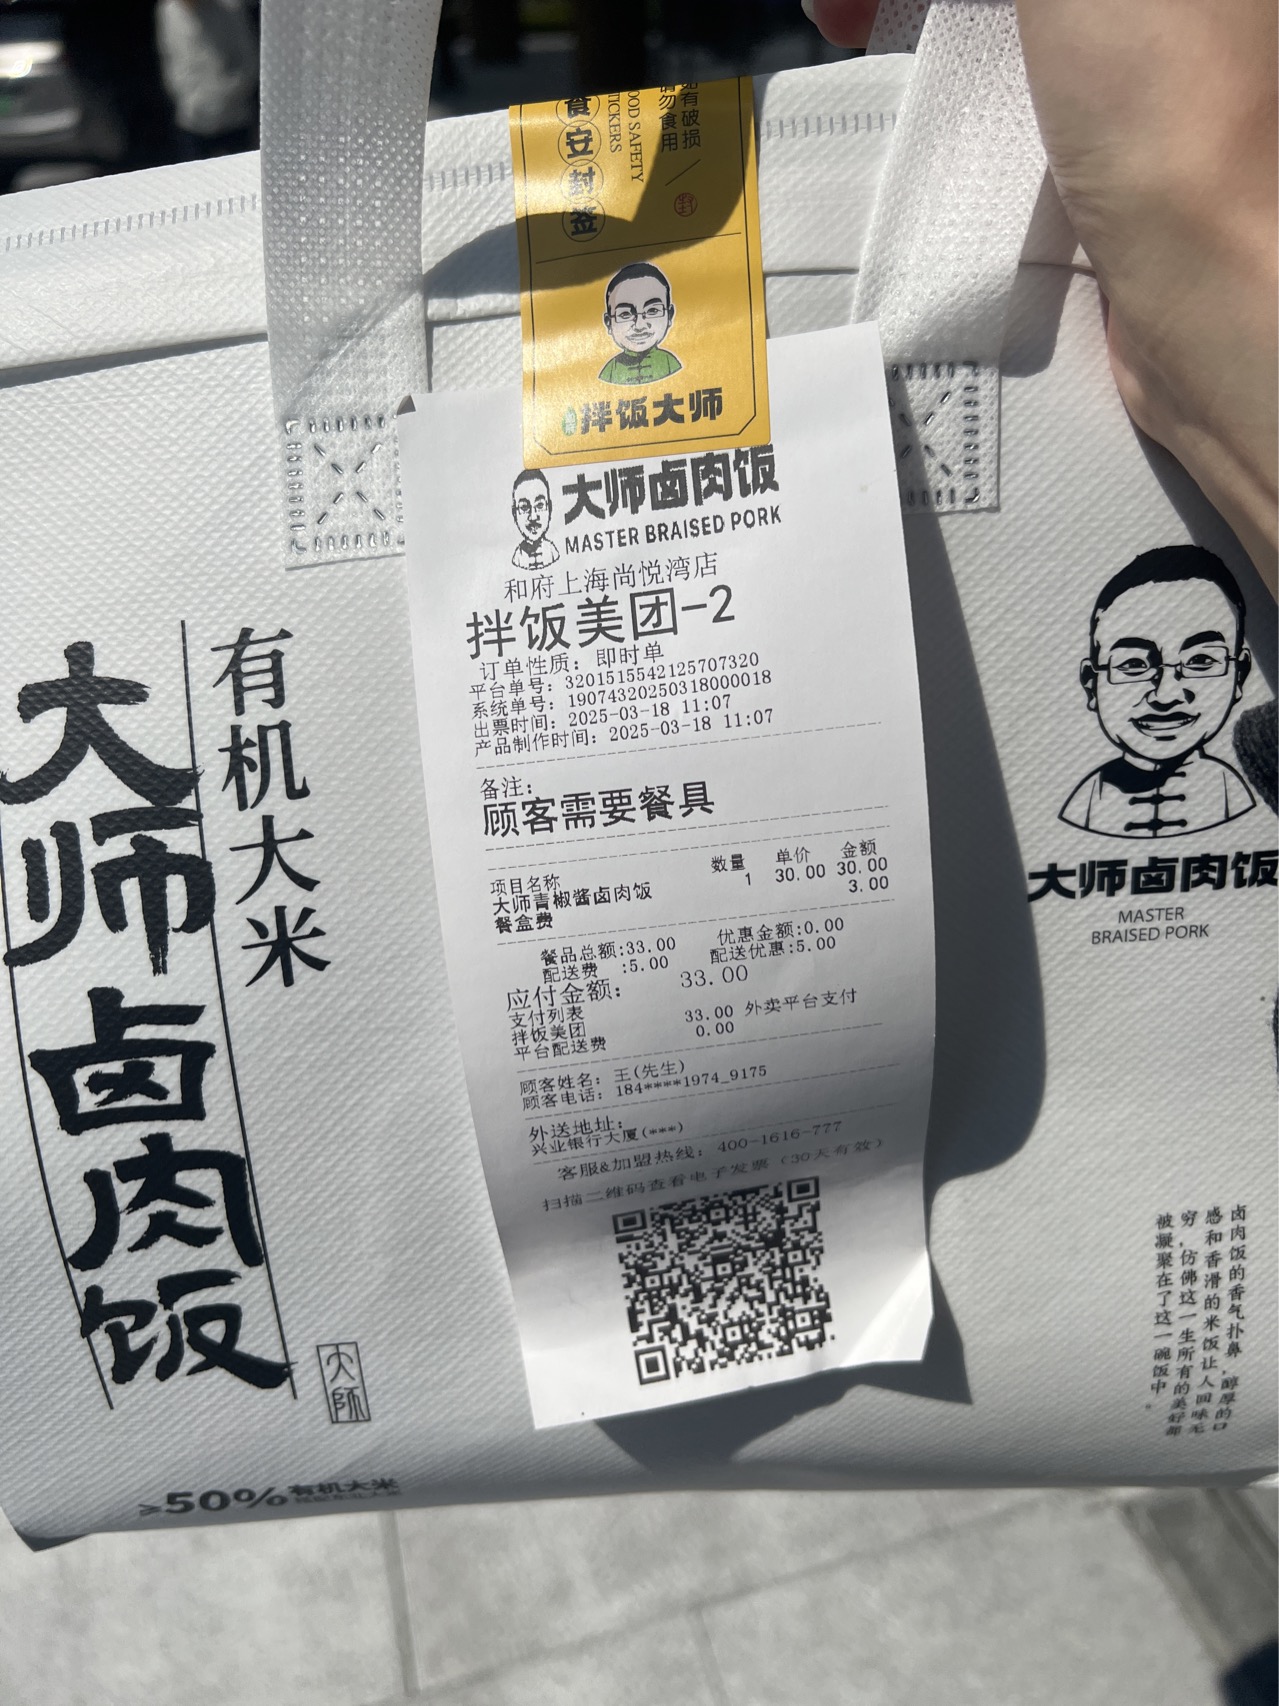 食安封签
OOD SAFETY
TICKERS
如有破损
请勿食用
封
拌饭大师
大师卤肉饭
MASTER BRAISED PORK
和府上海尚悦湾店
拌饭美团-2
订单性质：即时单
平台单号：3201515542125707320
系统单号：19074320250318000018
出票时间：2025-03-18 11:07
产品制作时间：2025-03-18 11:07
备注：
顾客需要餐具
项目名称 数量 单价 金额
大师青椒酱卤肉饭 1 30.00 30.00
餐盒费 3.00
餐品总额:33.00 优惠金额:0.00
配送费 :5.00 配送优惠:5.00
应付金额： 33.00
支付列表
拌饭美团 33.00 外卖平台支付
平台配送费 0.00
顾客姓名：王(先生)
顾客电话：184****1974_9175
外送地址：
兴业银行大厦(***)
客服&加盟热线：400-1616-777
扫描二维码查看电子发票（30天有效）
有机大米
大师卤肉饭
大師
≥50%有机大米
大师卤肉饭
MASTER
BRAISED PORK
卤肉饭的香气扑鼻，醇厚的口
感和香滑的米饭让人回味无
穷，仿佛这一生所有的美好都
被凝聚在了这一碗饭中。